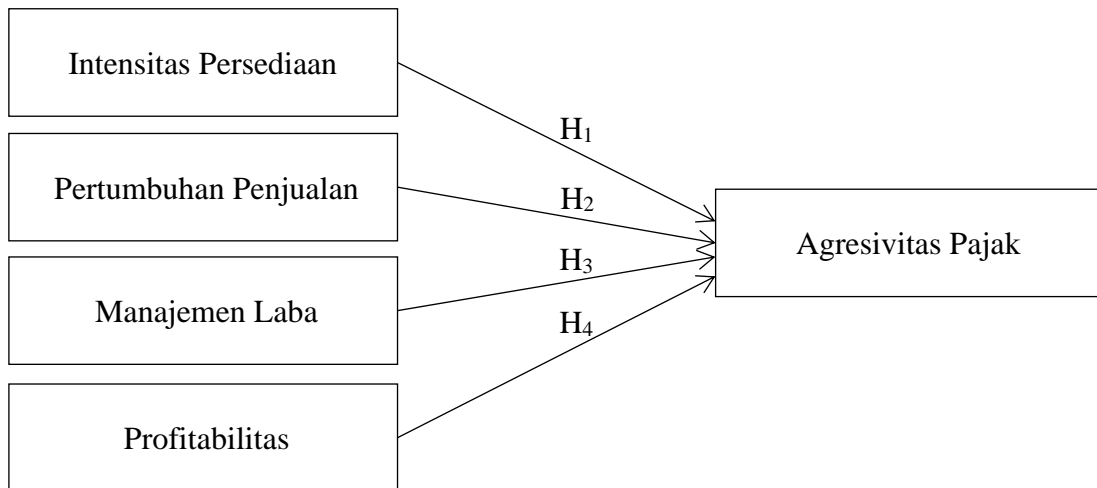 Intensitas Persediaan
H₁
Pertumbuhan Penjualan
H₂
Agresivitas Pajak
H₃
Manajemen Laba
H₄
Profitabilitas